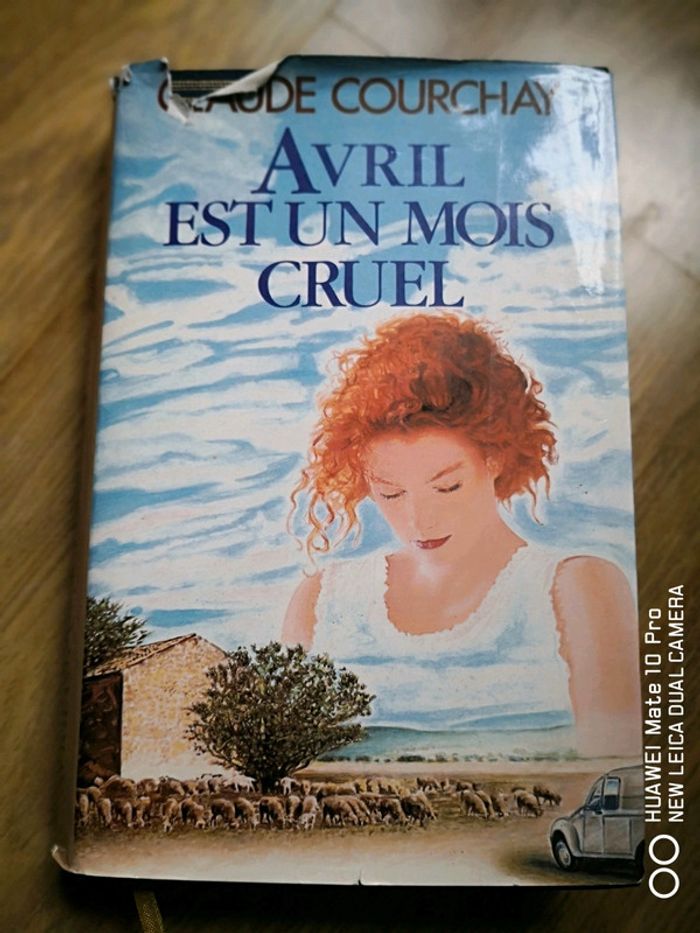 CLAUDE COURCHAY
AVRIL
EST UN MOIS
CRUEL
HUAWEI Mate 10 Pro
NEW LEICA DUAL CAMERA